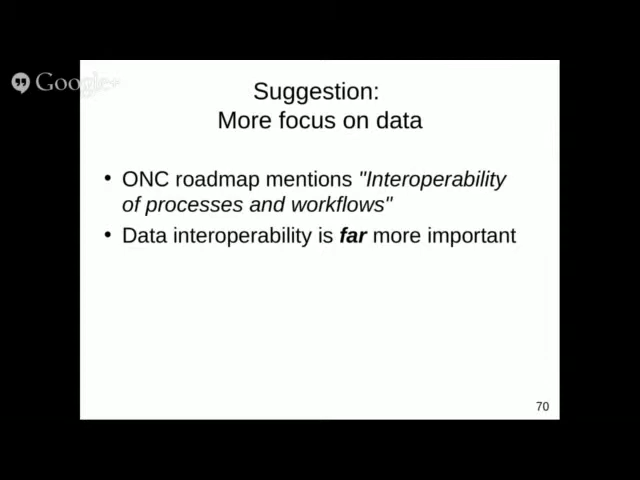 Google+
Suggestion:
More focus on data
• ONC roadmap mentions "Interoperability
of processes and workflows"
• Data interoperability is far more important
70